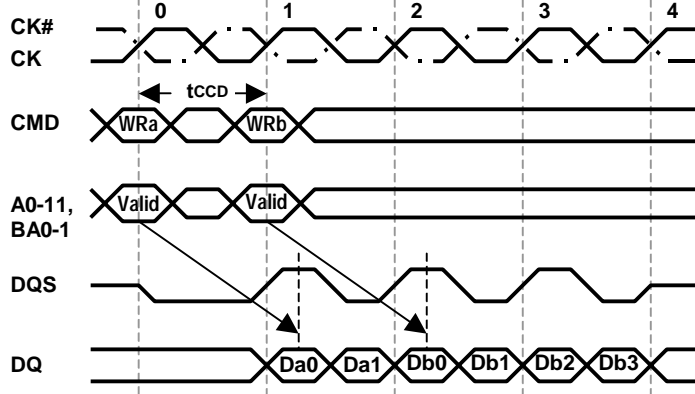 0 1 2 3 4
CK#
CK
tCCD
CMD WRa WRb
A0-11, Valid Valid
BA0-1
DQS
DQ Da0 Da1 Db0 Db1 Db2 Db3